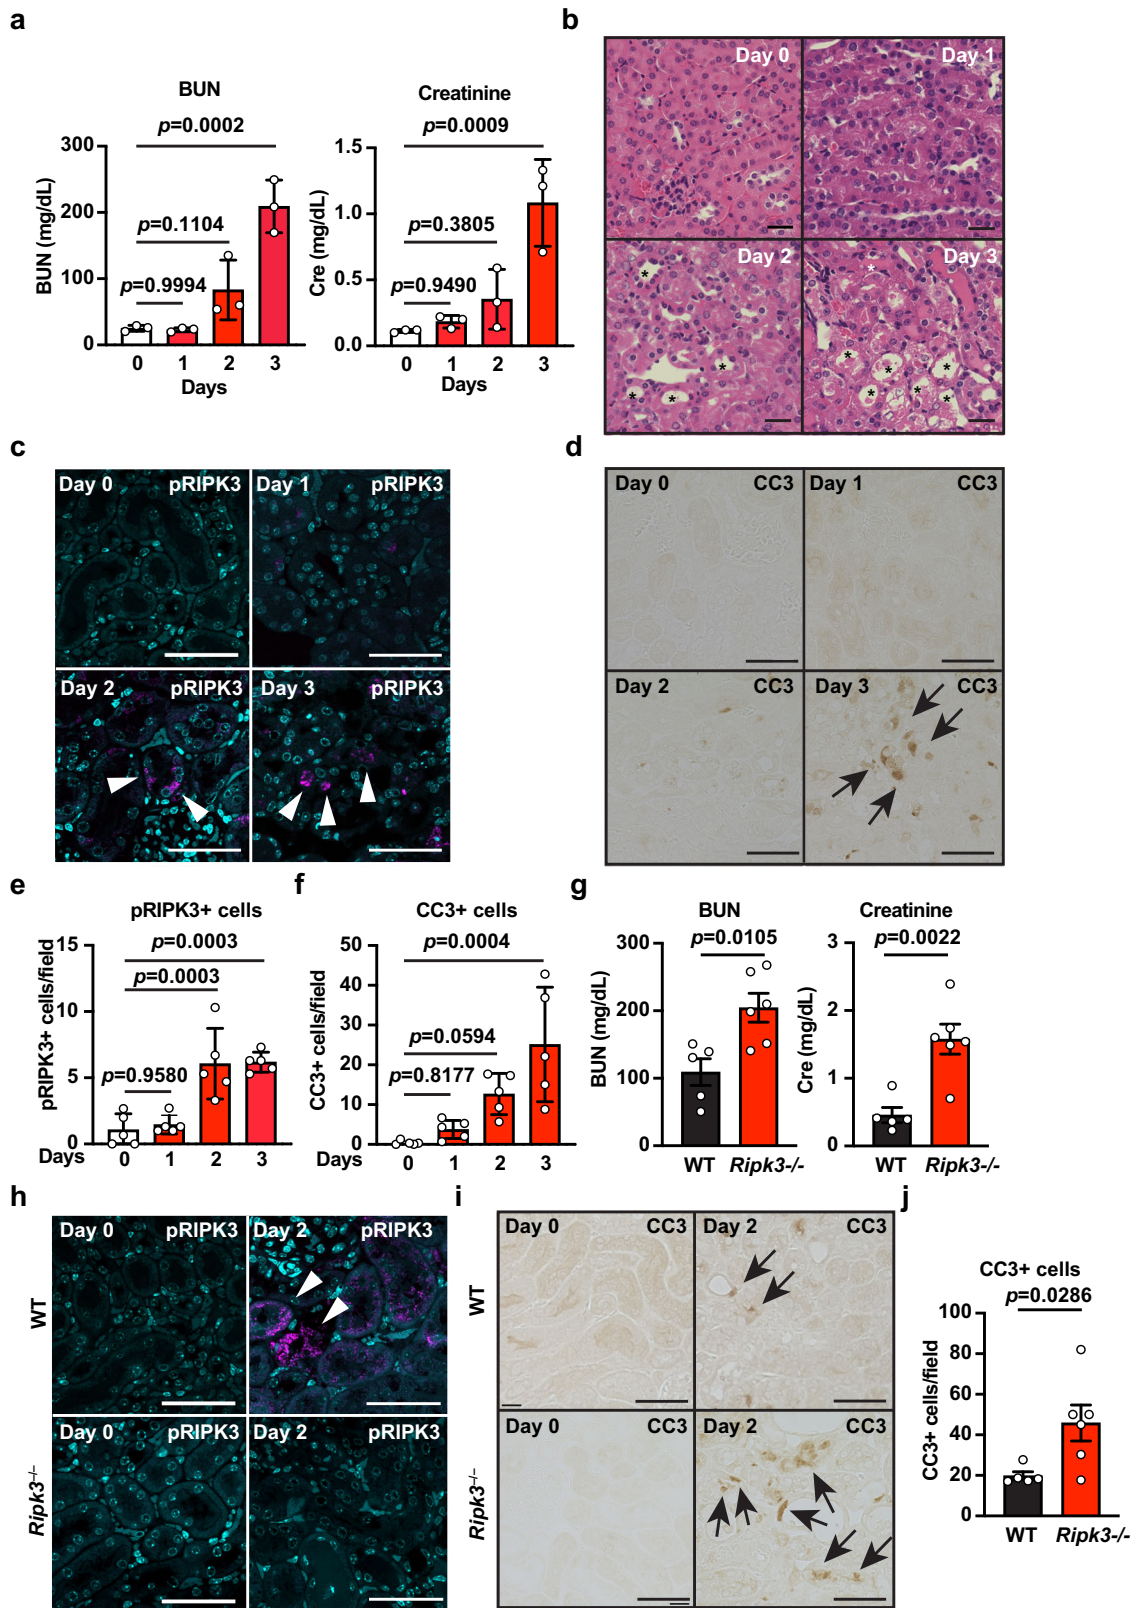 a
BUN
p=0.0002
p=0.1104
p=0.9994
BUN (mg/dL)
300
200
100
0
0 1 2 3
Days
Creatinine
p=0.0009
p=0.3805
p=0.9490
Cre (mg/dL)
1.5
1.0
0.5
0.0
0 1 2 3
Days
b
Day 0
Day 1
Day 2
* * * *
Day 3
* * * * * * *
c
Day 0 pRIPK3
Day 1 pRIPK3
Day 2 pRIPK3
Day 3 pRIPK3
d
Day 0 CC3
Day 1 CC3
Day 2 CC3
Day 3 CC3
e
pRIPK3+ cells
p=0.0003
p=0.0003
p=0.9580
pRIPK3+ cells/field
15
10
5
0
Days 0 1 2 3
f
CC3+ cells
p=0.0004
p=0.0594
p=0.8177
CC3+ cells/field
50
40
30
20
10
0
Days 0 1 2 3
g
BUN
p=0.0105
BUN (mg/dL)
300
200
100
0
WT Ripk3-/-
Creatinine
p=0.0022
Cre (mg/dL)
3
2
1
0
WT Ripk3-/-
h
WT
Day 0 pRIPK3
Day 2 pRIPK3
Ripk3–/–
Day 0 pRIPK3
Day 2 pRIPK3
i
WT
Day 0 CC3
Day 2 CC3
Ripk3–/–
Day 0 CC3
Day 2 CC3
j
CC3+ cells
p=0.0286
CC3+ cells/field
100
80
60
40
20
0
WT Ripk3-/-